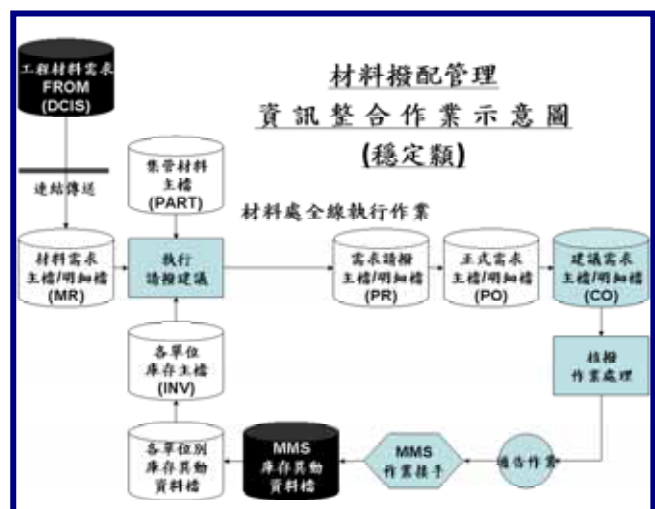 工程材料需求
FROM
(DCIS)
材料撥配管理
資訊整合作業示意圖
(穩定類)
連結傳送
集管材料
主檔
(PART)
材料處全線執行作業
材料需求
主檔/明細檔
(MR)
執行
請撥建議
需求請撥
主檔/明細檔
(PR)
正式需求
主檔/明細檔
(PO)
建議需求
主檔/明細檔
(CO)
各單位
庫存主檔
(INV)
核撥
作業處理
各單位別
庫存異動
資料檔
MMS
庫存異動
資料檔
MMS
作業接手
通告作業